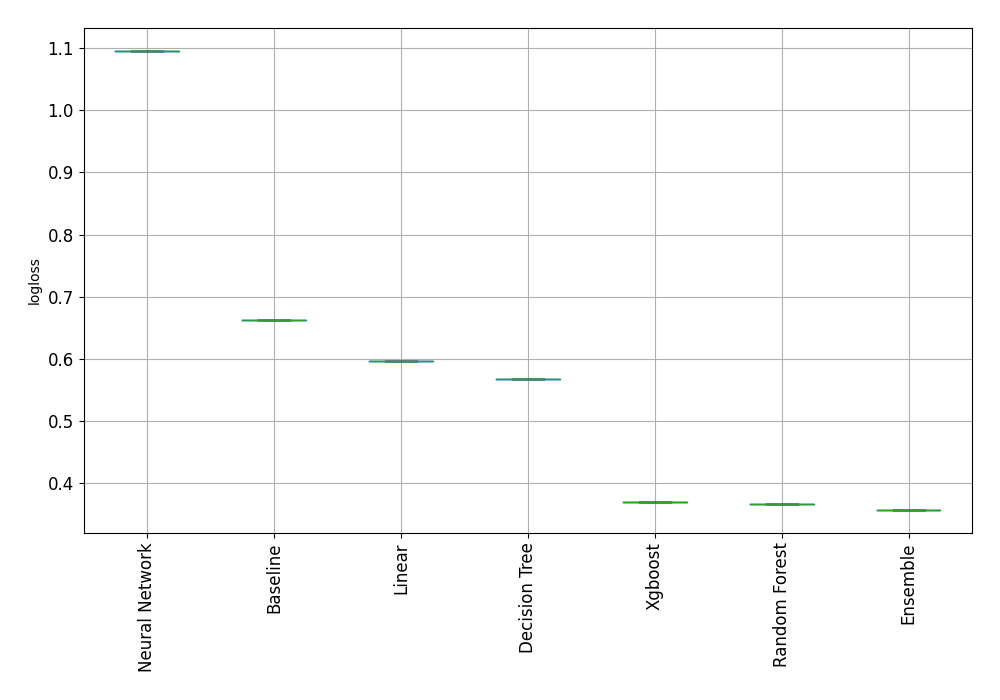 1.1
1.0
0.9
0.8
0.7
0.6
0.5
0.4
logloss
Neural Network
Baseline
Linear
Decision Tree
Xgboost
Random Forest
Ensemble